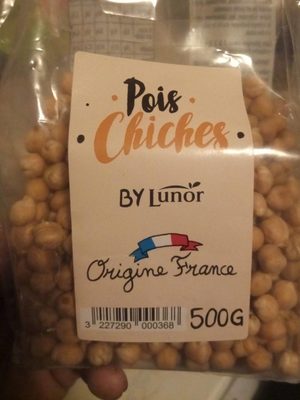 Pois
Chiches
BY Lunor
Origine France
3 227290 000368
500G